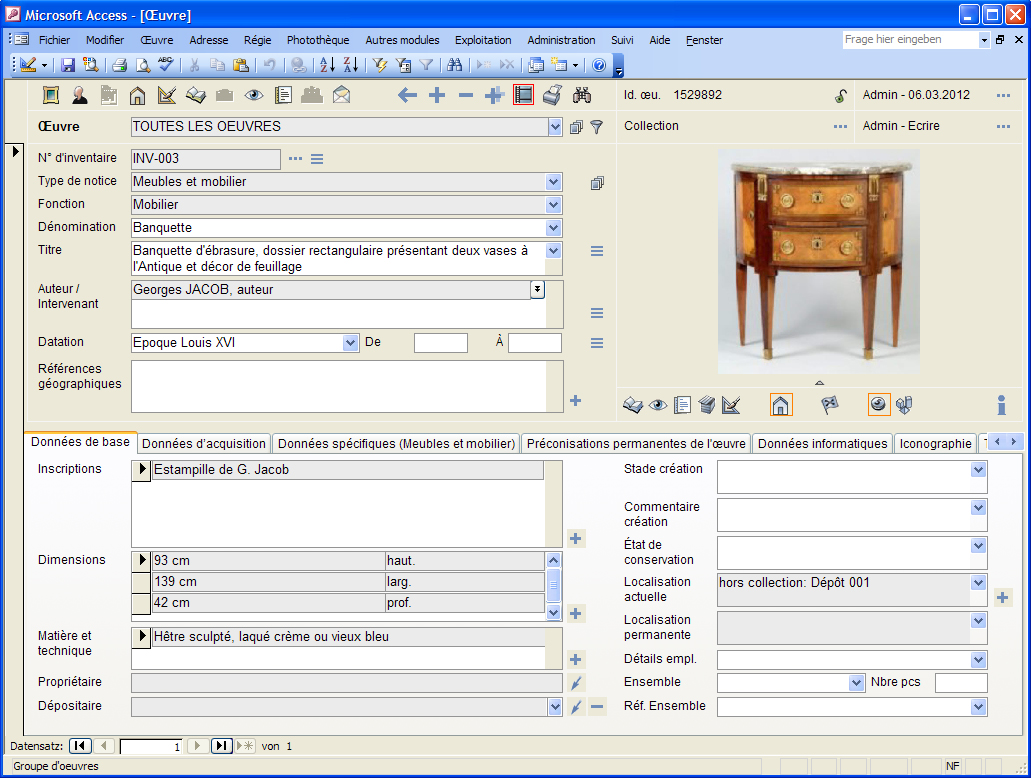 Microsoft Access - [Œuvre]
Fichier Modifier Œuvre Adresse Régie Photothèque Autres modules Exploitation Administration Suivi Aide Fenster Frage hier eingeben
Id. œu. 1529892 Admin - 06.03.2012
Œuvre TOUTES LES OEUVRES Collection Admin - Ecrire
N° d'inventaire INV-003
Type de notice Meubles et mobilier
Fonction Mobilier
Dénomination Banquette
Titre Banquette d'ébrasure, dossier rectangulaire présentant deux vases à
l'Antique et décor de feuillage
Auteur /
Intervenant
Georges JACOB, auteur
Datation Epoque Louis XVI De À
Références
géographiques
Données de base Données d'acquisition Données spécifiques (Meubles et mobilier) Préconisations permanentes de l'œuvre Données informatiques Iconographie
Inscriptions Estampille de G. Jacob
Dimensions 93 cm haut.
139 cm larg.
42 cm prof.
Matière et
technique
Hêtre sculpté, laqué crème ou vieux bleu
Propriétaire
Dépositaire
Stade création
Commentaire
création
État de
conservation
Localisation
actuelle
hors collection: Dépôt 001
Localisation
permanente
Détails empl.
Ensemble Nbre pcs
Réf. Ensemble
Datensatz: 1 von 1
Groupe d'oeuvres NF